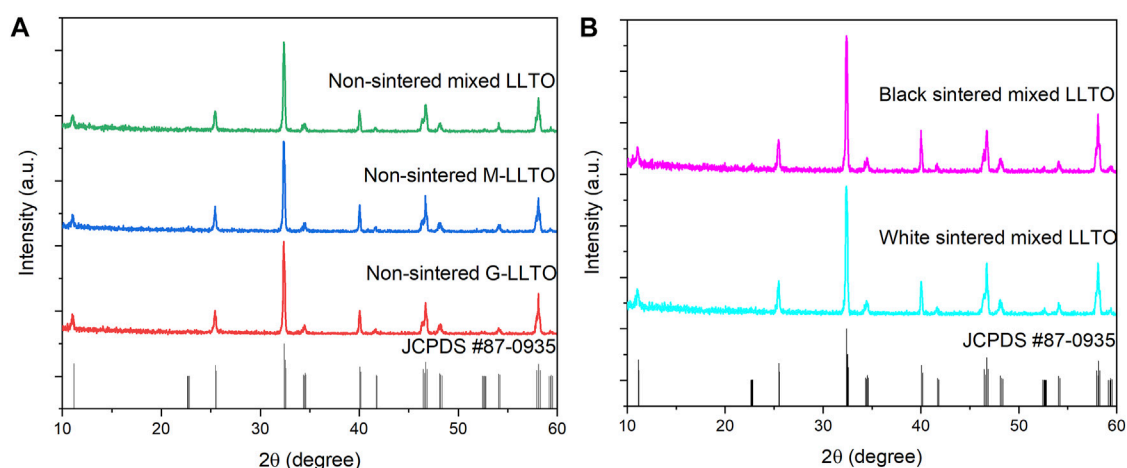 A
Intensity (a.u.)
Non-sintered mixed LLTO
Non-sintered M-LLTO
Non-sintered G-LLTO
JCPDS #87-0935
10 20 30 40 50 60
2θ (degree)
B
Intensity (a.u.)
Black sintered mixed LLTO
White sintered mixed LLTO
JCPDS #87-0935
10 20 30 40 50 60
2θ (degree)